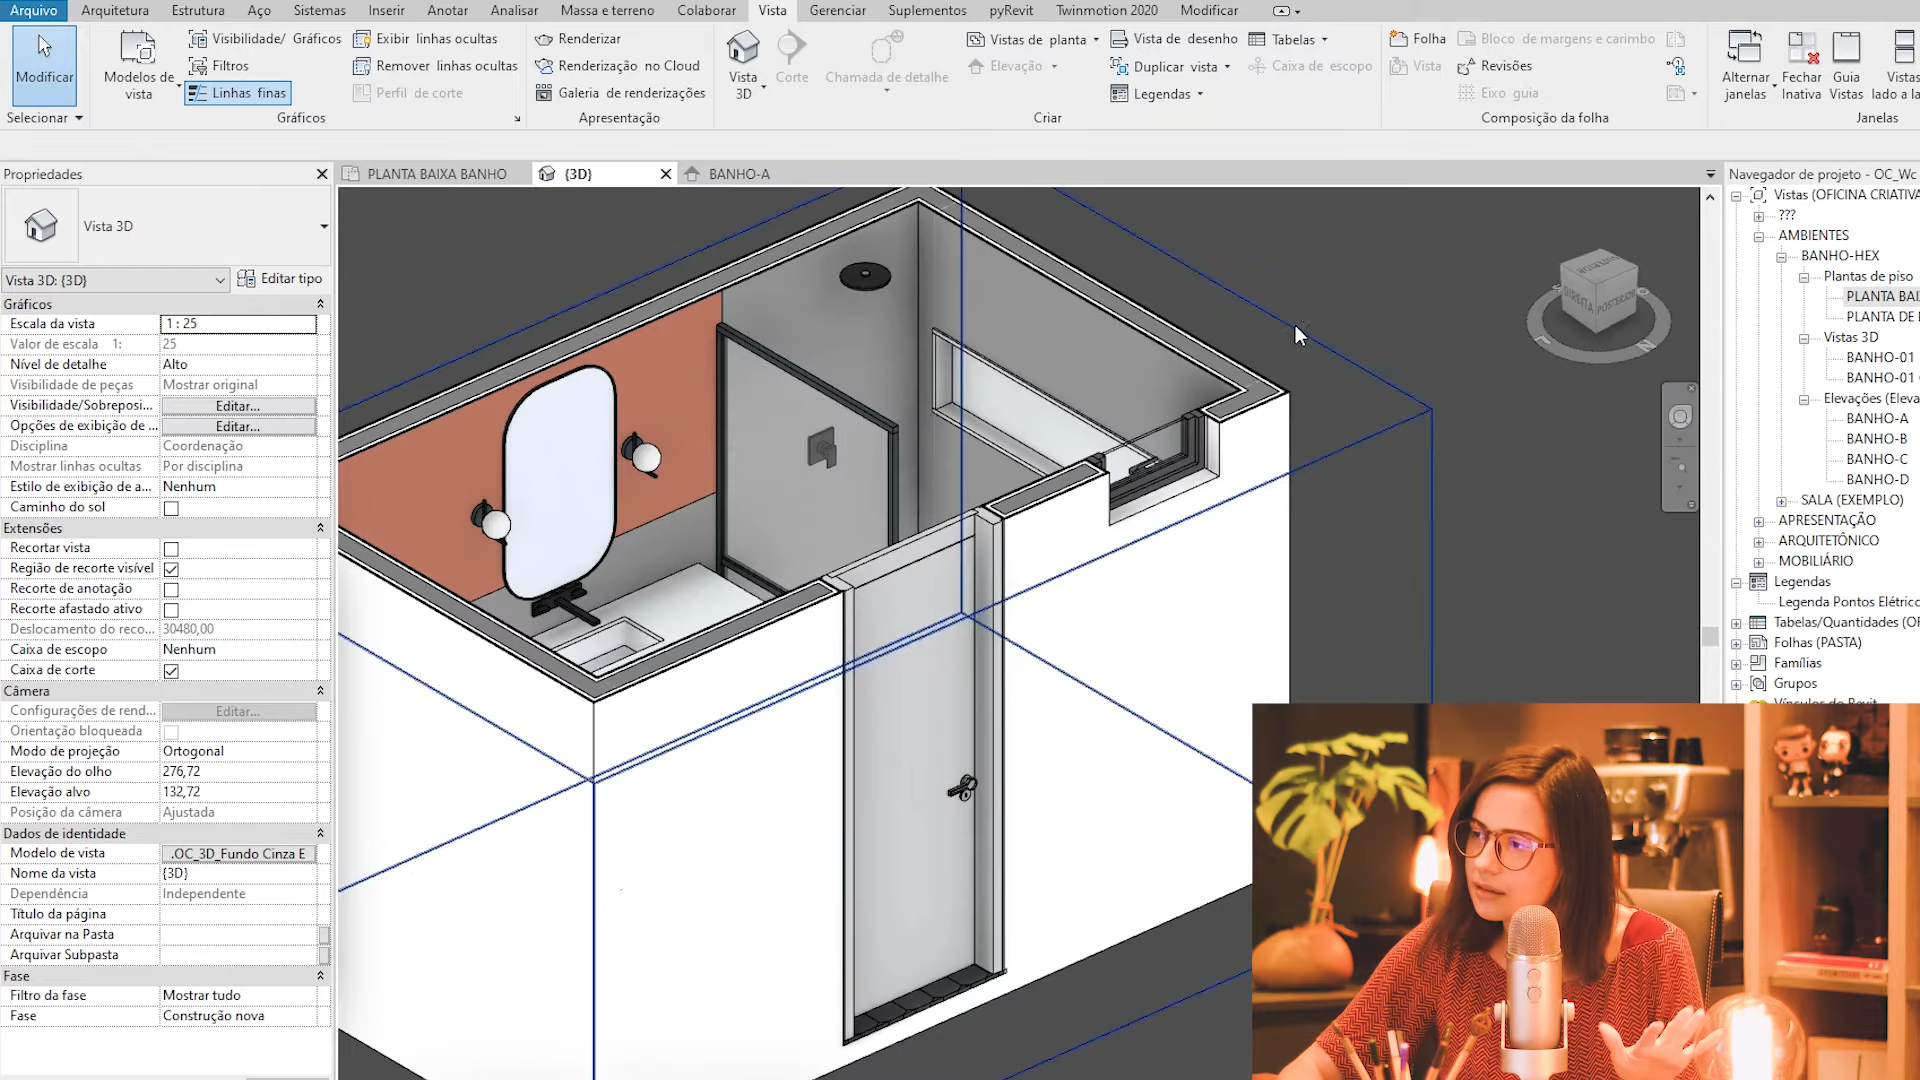 Arquivo Arquitetura Estrutura Aço Sistemas Inserir Anotar Analisar Massa e terreno Colaborar Vista Gerenciar Suplementos pyRevit Twinmotion 2020 Modificar
Modificar
Selecionar
Modelos de vista
Visibilidade/ Gráficos
Filtros
Linhas finas
Exibir linhas ocultas
Remover linhas ocultas
Perfil de corte
Gráficos
Renderizar
Renderização no Cloud
Galeria de renderizações
Apresentação
Vista 3D
Corte
Chamada de detalhe
Vistas de planta
Elevação
Vista de desenho
Duplicar vista
Legendas
Tabelas
Caixa de escopo
Criar
Folha
Vista
Bloco de margens e carimbo
Revisões
Eixo guia
Composição da folha
Alternar janelas
Fechar Inativa
Guia Vistas
Vistas lado a la
Janelas
Propriedades
PLANTA BAIXA BANHO
{3D}
BANHO-A
Vista 3D
Vista 3D: {3D}
Editar tipo
Gráficos
Escala da vista 1 : 25
Valor de escala 1: 25
Nível de detalhe Alto
Visibilidade de peças Mostrar original
Visibilidade/Sobreposi... Editar...
Opções de exibição de ... Editar...
Disciplina Coordenação
Mostrar linhas ocultas Por disciplina
Estilo de exibição de a... Nenhum
Caminho do sol
Extensões
Recortar vista
Região de recorte visível
Recorte de anotação
Recorte afastado ativo
Deslocamento do reco... 30480,00
Caixa de escopo Nenhum
Caixa de corte
Câmera
Configurações de rend... Editar...
Orientação bloqueada
Modo de projeção Ortogonal
Elevação do olho 276,72
Elevação alvo 132,72
Posição da câmera Ajustada
Dados de identidade
Modelo de vista .OC_3D_Fundo Cinza E
Nome da vista {3D}
Dependência Independente
Título da página
Arquivar na Pasta
Arquivar Subpasta
Fase
Filtro da fase Mostrar tudo
Fase Construção nova
SUPERIOR
DIREITA
POSTERIOR
Navegador de projeto - OC_Wc
Vistas (OFICINA CRIATIVA
???
AMBIENTES
BANHO-HEX
Plantas de piso
PLANTA BAI
PLANTA DE
Vistas 3D
BANHO-01
BANHO-01
Elevações (Eleva
BANHO-A
BANHO-B
BANHO-C
BANHO-D
SALA (EXEMPLO)
APRESENTAÇÃO
ARQUITETÔNICO
MOBILIÁRIO
Legendas
Legenda Pontos Elétrico
Tabelas/Quantidades (OF
Folhas (PASTA)
Famílias
Grupos
Vínculos do Revit